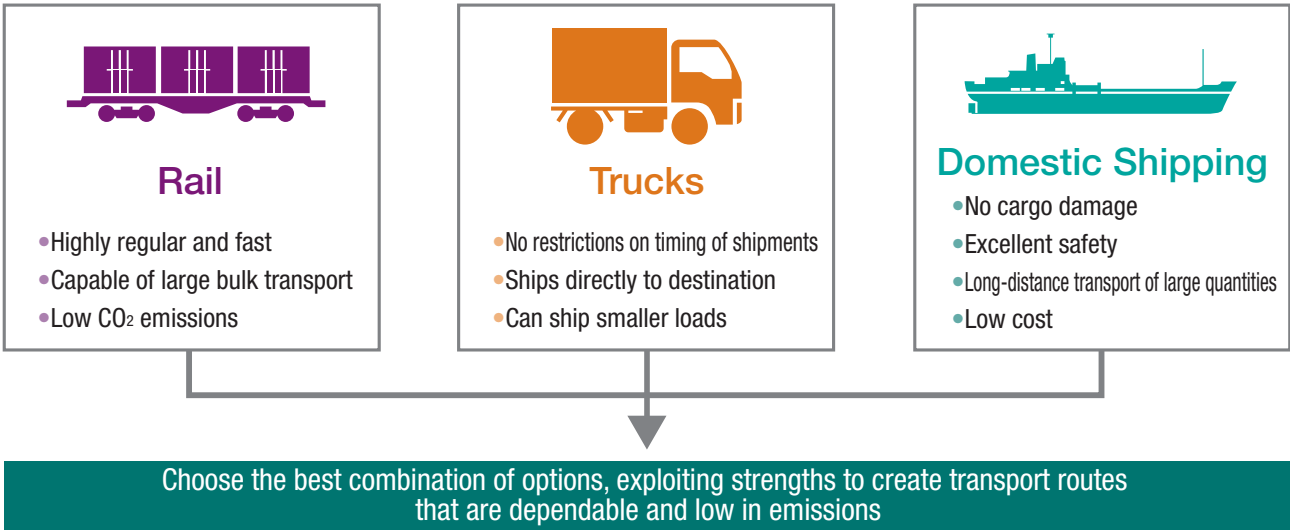 Rail
•Highly regular and fast
•Capable of large bulk transport
•Low CO2 emissions
Trucks
•No restrictions on timing of shipments
•Ships directly to destination
•Can ship smaller loads
Domestic Shipping
•No cargo damage
•Excellent safety
•Long-distance transport of large quantities
•Low cost
Choose the best combination of options, exploiting strengths to create transport routes
that are dependable and low in emissions